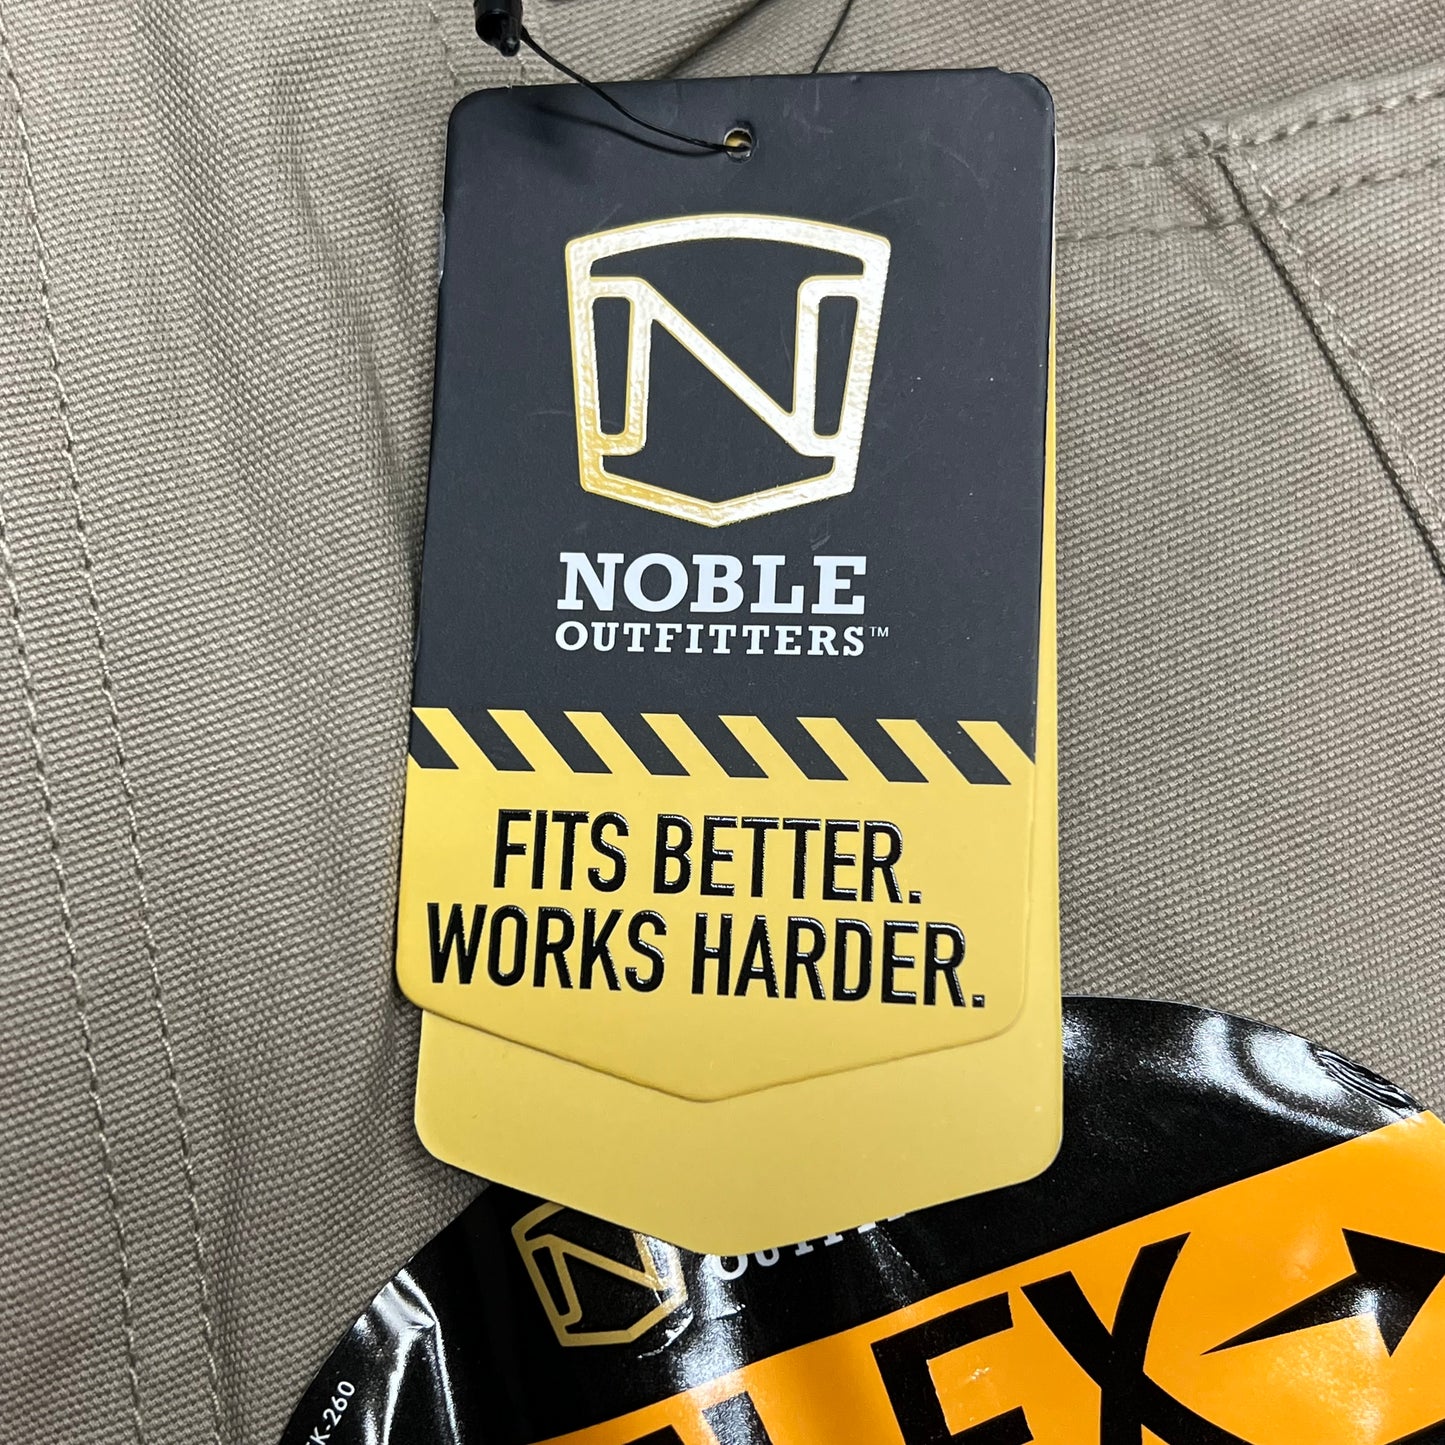 N
NOBLE
OUTFITTERS™
FITS BETTER.
WORKS HARDER.
N